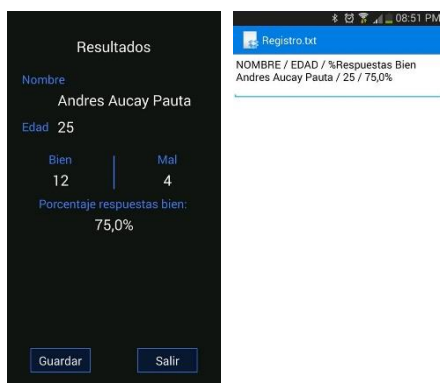 Resultados
Nombre
Andres Aucay Pauta
Edad 25
Bien Mal
12 4
Porcentaje respuestas bien:
75,0%
Guardar Salir
08:51 PM
Registro.txt
NOMBRE / EDAD / %Respuestas Bien
Andres Aucay Pauta / 25 / 75,0%